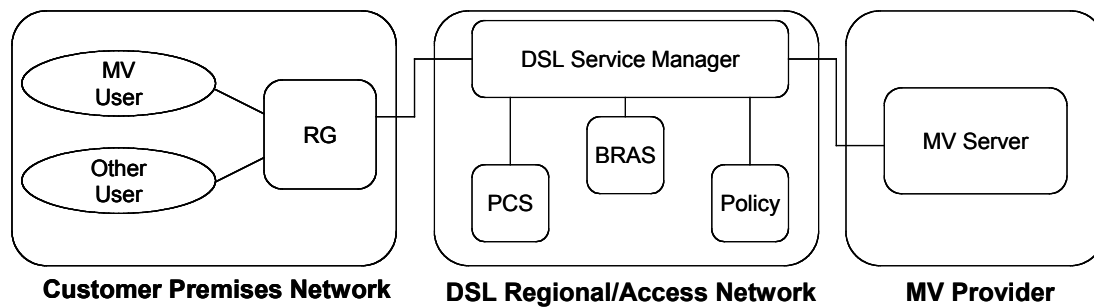 MV
User
Other
User
RG
Customer Premises Network
DSL Service Manager
PCS
BRAS
Policy
DSL Regional/Access Network
MV Server
MV Provider